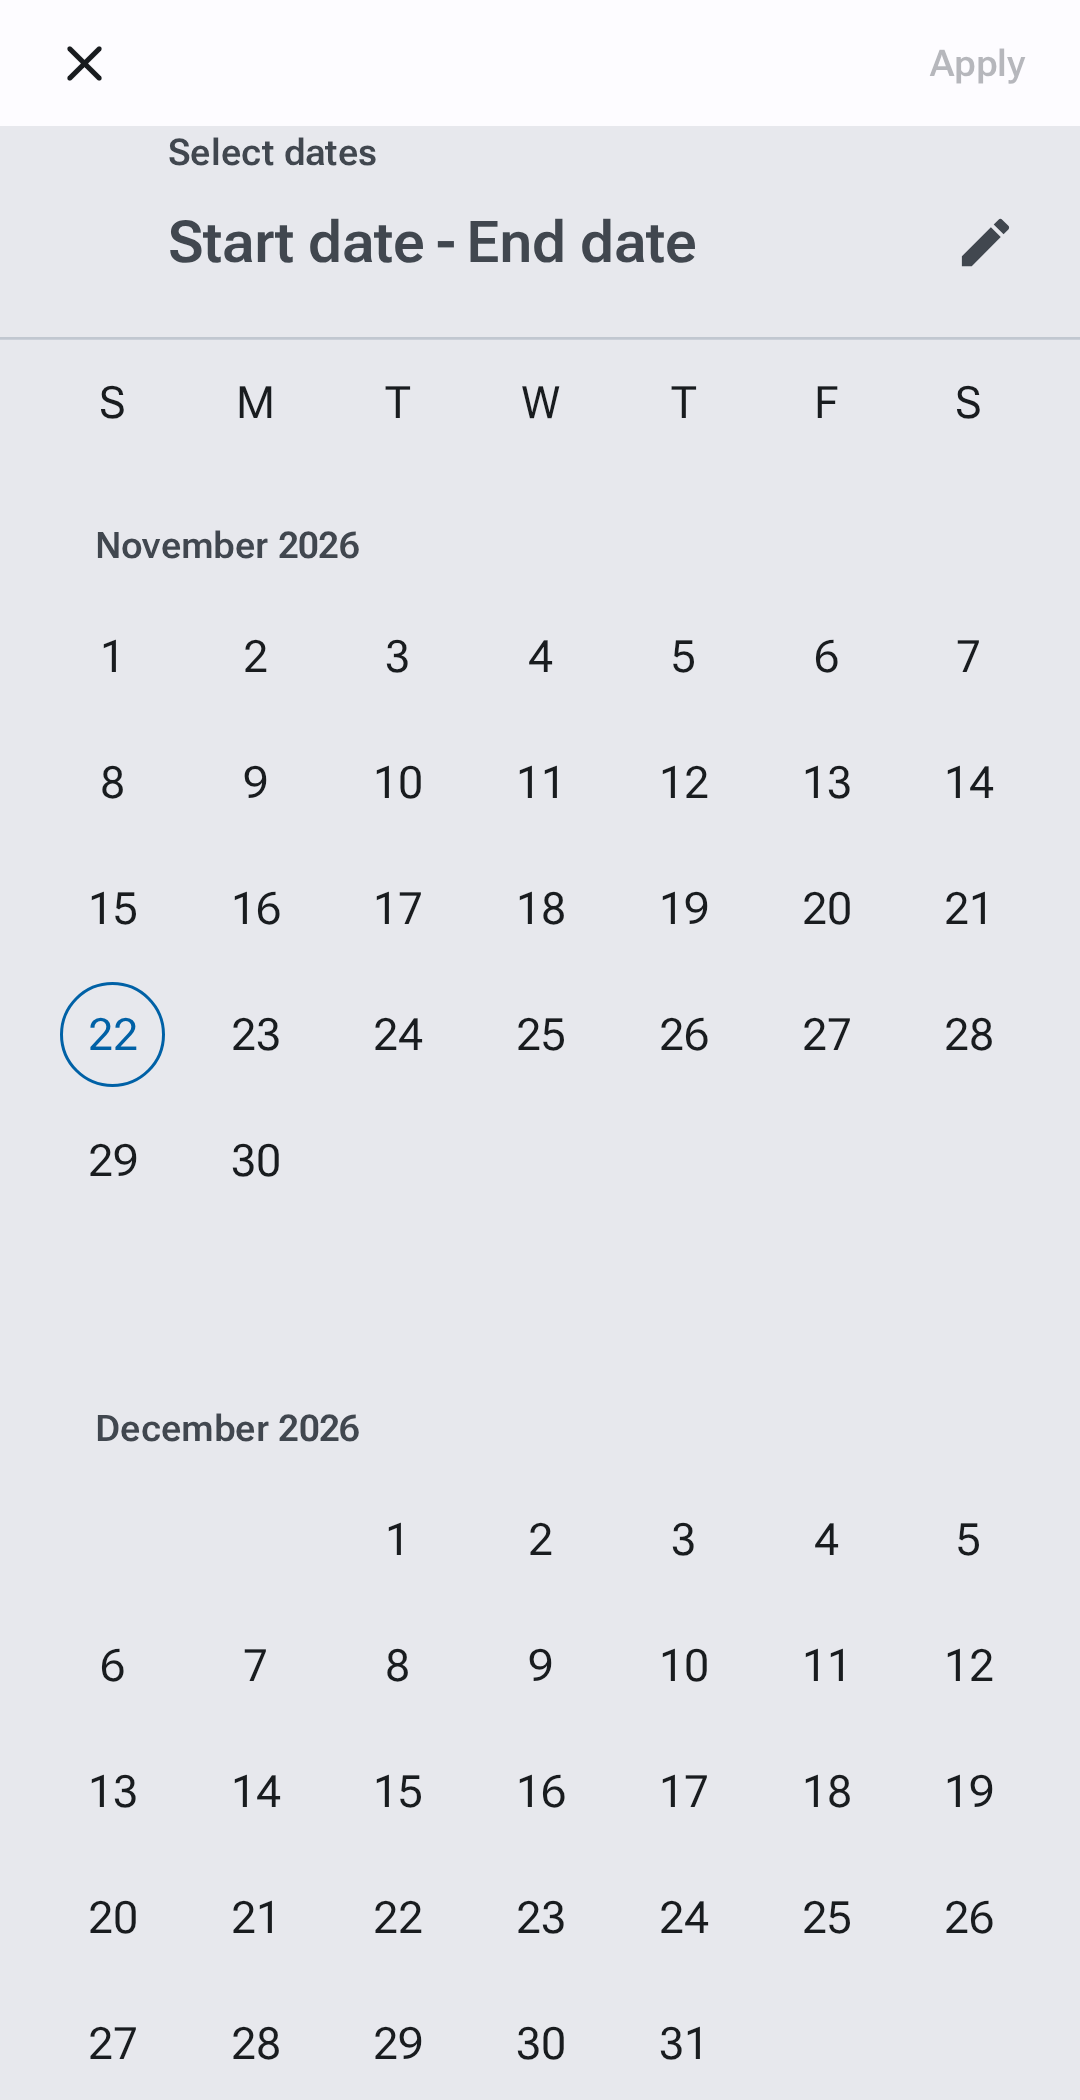 Apply
Select dates
Start date - End date
S M T W T F S
November 2026
1 2 3 4 5 6 7
8 9 10 11 12 13 14
15 16 17 18 19 20 21
22 23 24 25 26 27 28
29 30
December 2026
1 2 3 4 5
6 7 8 9 10 11 12
13 14 15 16 17 18 19
20 21 22 23 24 25 26
27 28 29 30 31